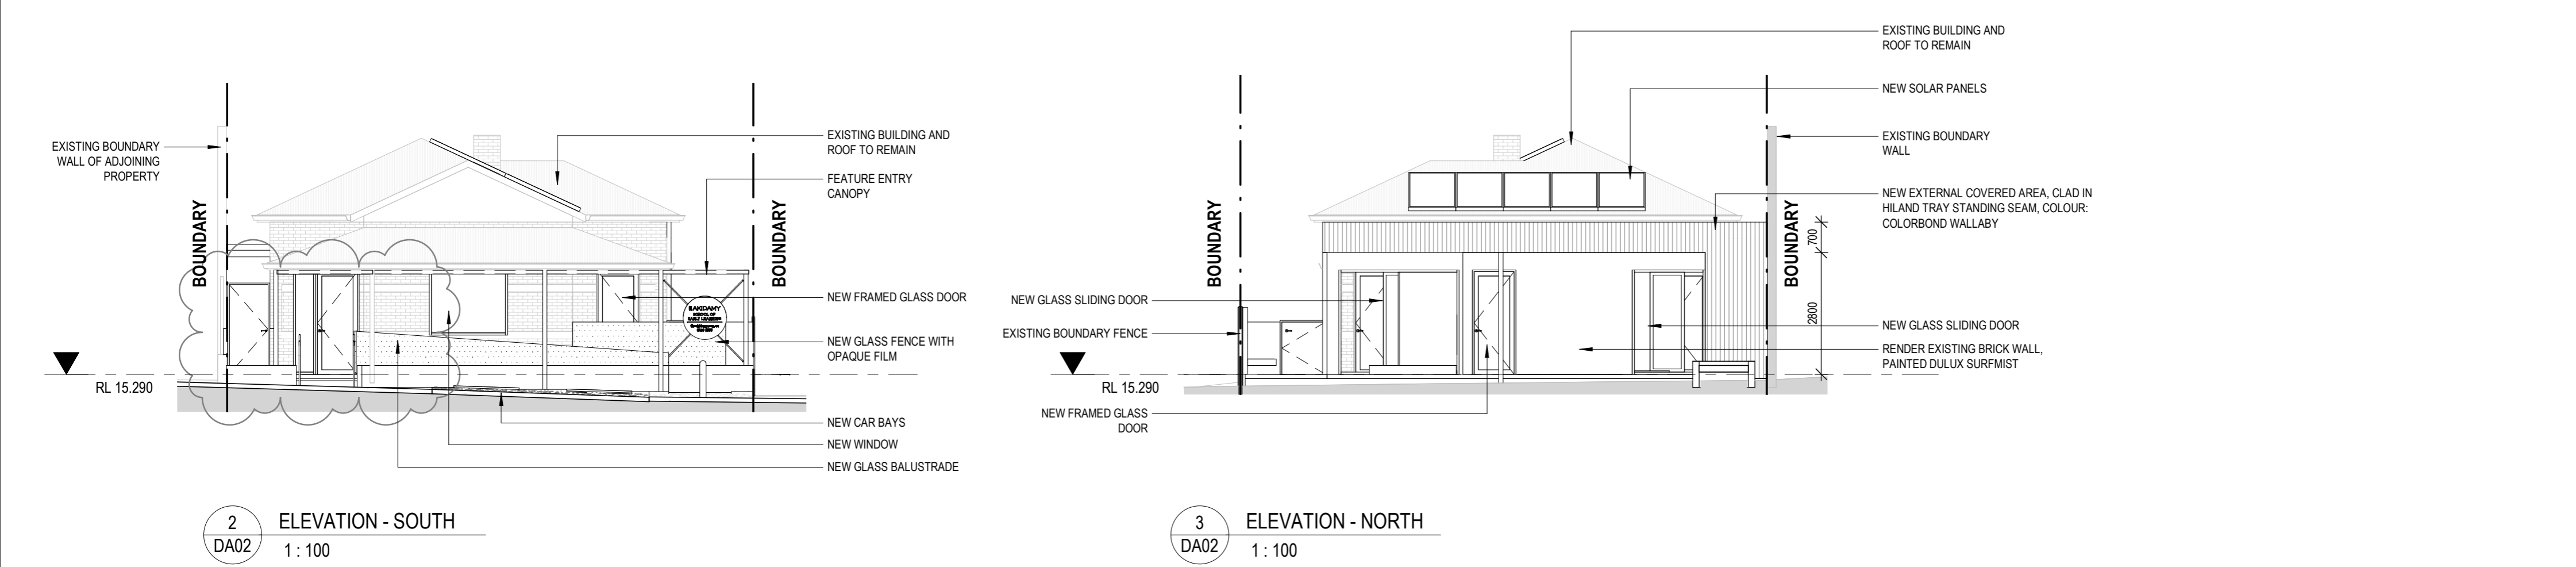 EXISTING BOUNDARY
WALL OF ADJOINING
PROPERTY
BOUNDARY
BOUNDARY
EXISTING BUILDING AND
ROOF TO REMAIN
FEATURE ENTRY
CANOPY
NEW FRAMED GLASS DOOR
SCHOOL OF
EARLY LEARNING
NEW GLASS FENCE WITH
OPAQUE FILM
RL 15.290
NEW CAR BAYS
NEW WINDOW
NEW GLASS BALUSTRADE
2
DA02
ELEVATION - SOUTH
1 : 100
EXISTING BUILDING AND
ROOF TO REMAIN
NEW SOLAR PANELS
EXISTING BOUNDARY
WALL
NEW EXTERNAL COVERED AREA, CLAD IN
HILAND TRAY STANDING SEAM, COLOUR:
COLORBOND WALLABY
BOUNDARY
BOUNDARY
700
2800
NEW GLASS SLIDING DOOR
EXISTING BOUNDARY FENCE
NEW GLASS SLIDING DOOR
RENDER EXISTING BRICK WALL,
PAINTED DULUX SURFMIST
RL 15.290
NEW FRAMED GLASS
DOOR
3
DA02
ELEVATION - NORTH
1 : 100